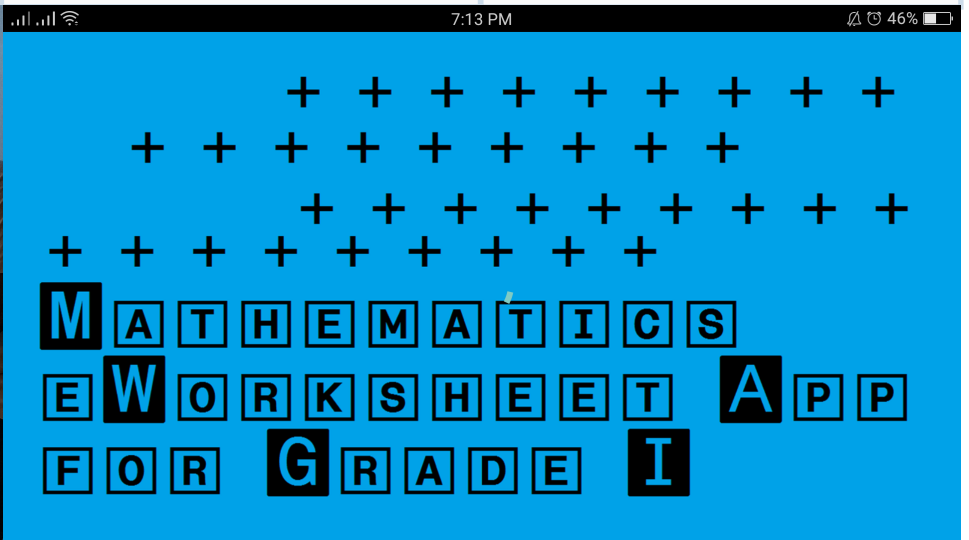 7:13 PM 46%
+ + + + + + + + +
+ + + + + + + + +
+ + + + + + + + +
+ + + + + + + + +
MATHEMATICS
eWORKSHEET APP
FOR GRADE I